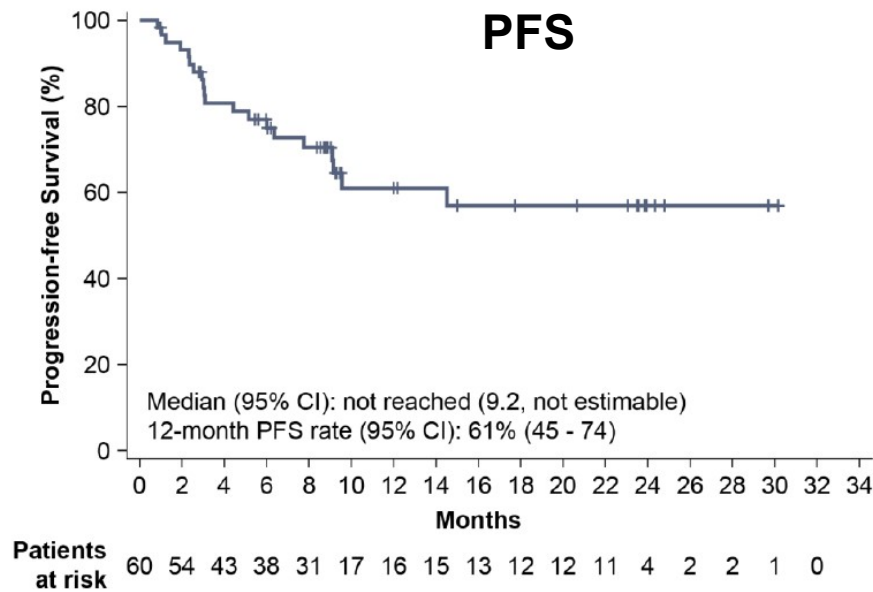 PFS
100
80
60
40
20
0
Progression-free Survival (%)
Median (95% CI): not reached (9.2, not estimable)
12-month PFS rate (95% CI): 61% (45 - 74)
0 2 4 6 8 10 12 14 16 18 20 22 24 26 28 30 32 34
Months
Patients
at risk
60 54 43 38 31 17 16 15 13 12 12 11 4 2 2 1 0